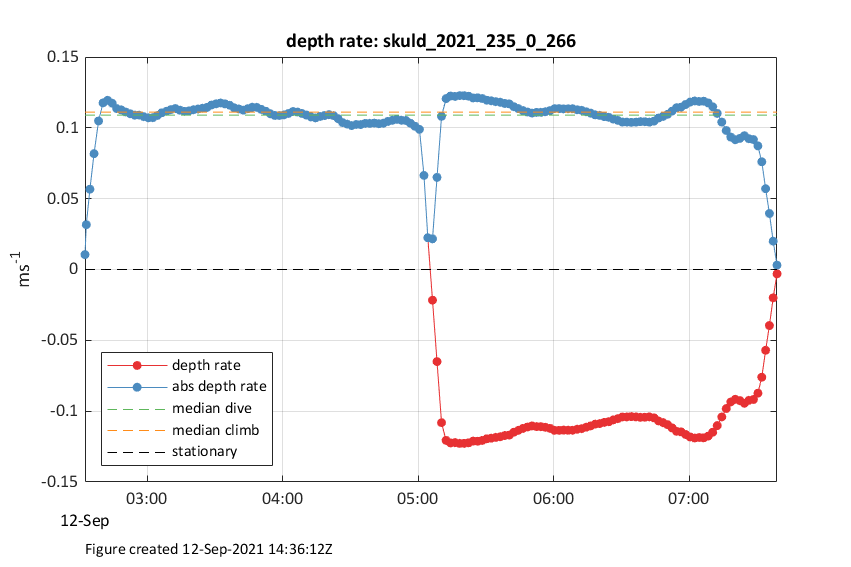 depth rate: skuld_2021_235_0_266
0.15
0.1
0.05
0
-0.05
-0.1
-0.15
ms-1
depth rate
abs depth rate
median dive
median climb
stationary
03:00 04:00 05:00 06:00 07:00
12-Sep
Figure created 12-Sep-2021 14:36:12Z